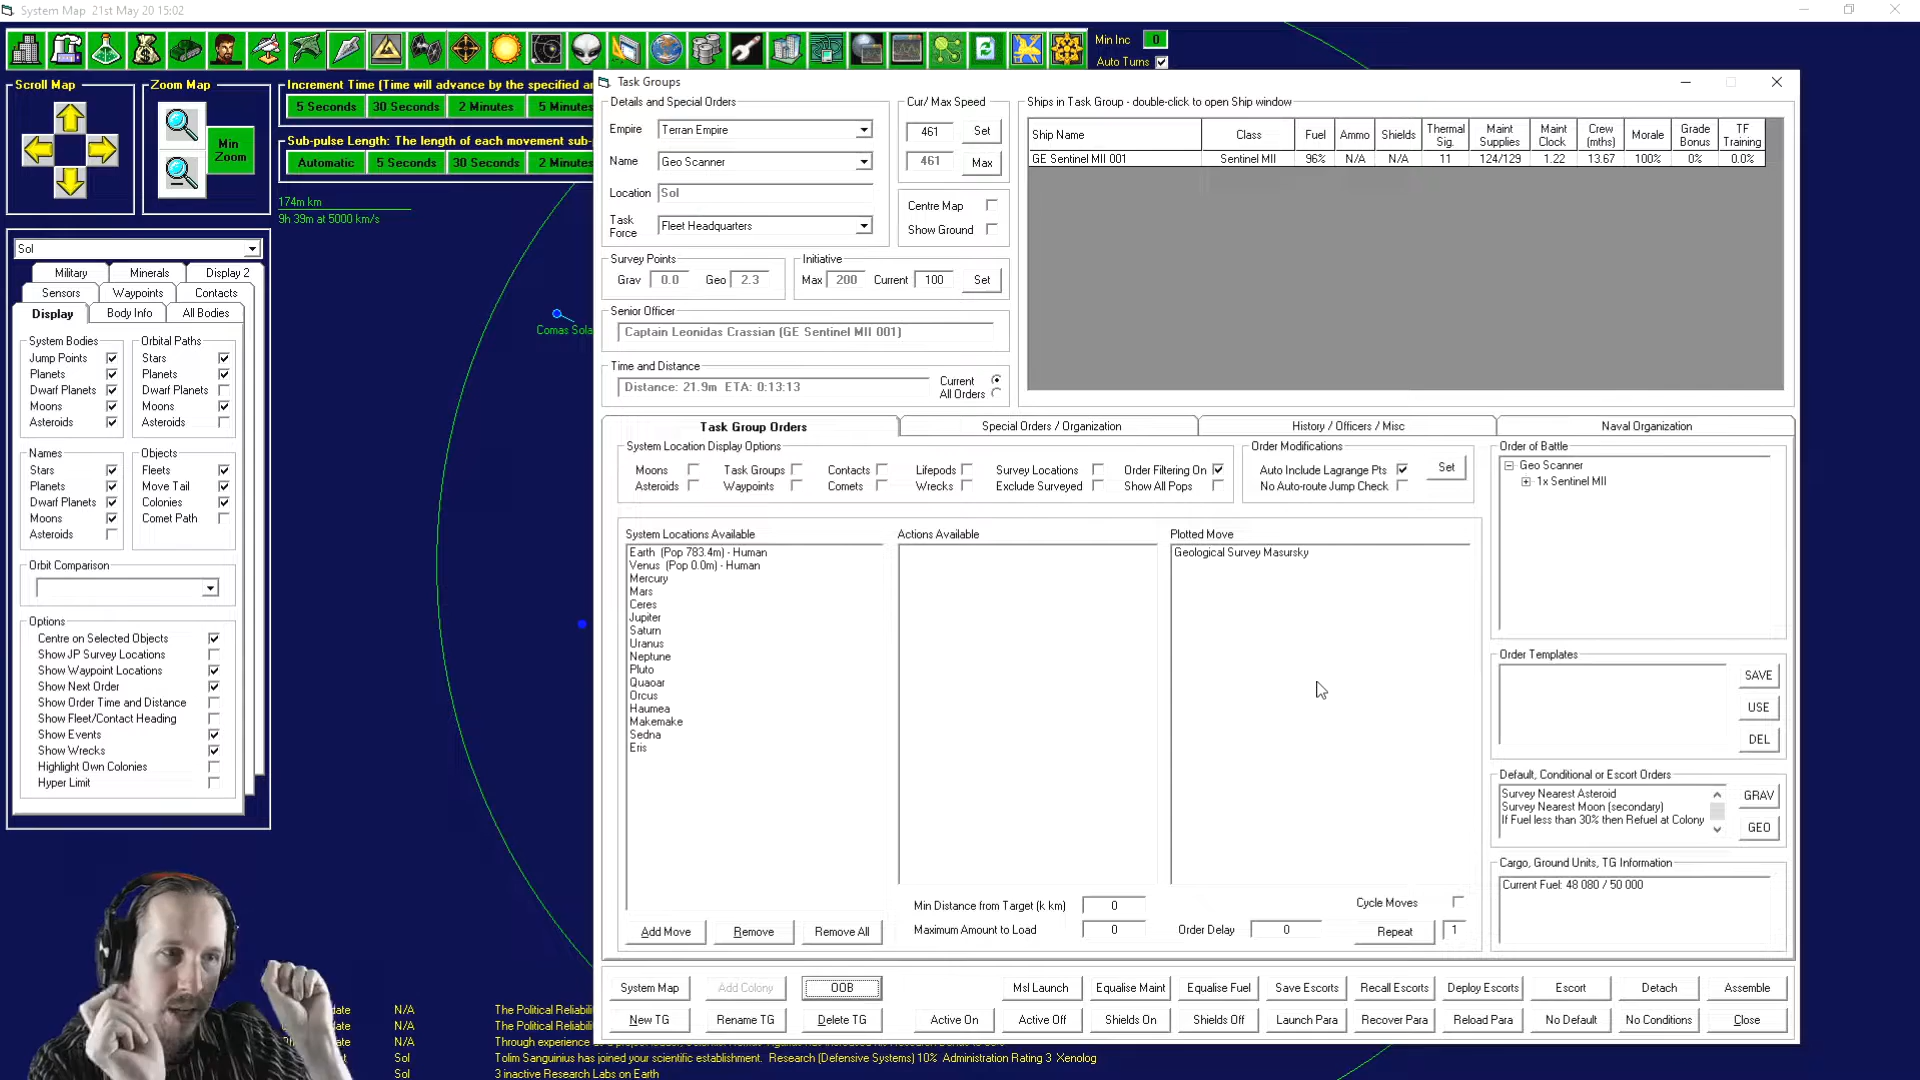 System Map  21st May 20 15:02
Min Inc 0
Auto Turns
Scroll Map
Zoom Map
Min Zoom
Increment Time (Time will advance by the specified
5 Seconds 30 Seconds 2 Minutes 5 Minute
Sub-pulse Length: The length of each movement sub-
Automatic 5 Seconds 30 Seconds 2 Minutes
174m km
9h 39m at 5000 km/s
Sol
Military Minerals Display 2
Sensors Waypoints Contacts
Display Body Info All Bodies
System Bodies
Jump Points
Planets
Dwarf Planets
Moons
Asteroids
Orbital Paths
Stars
Planets
Dwarf Planets
Moons
Asteroids
Names
Stars
Planets
Dwarf Planets
Moons
Asteroids
Objects
Fleets
Move Tail
Colonies
Comet Path
Orbit Comparison
Options
Centre on Selected Objects
Show JP Survey Locations
Show Waypoint Locations
Show Next Order
Show Order Time and Distance
Show Fleet/Contact Heading
Show Events
Show Wrecks
Highlight Own Colonies
Hyper Limit
Comas Sola
Task Groups
Details and Special Orders
Empire Terran Empire
Name Geo Scanner
Location Sol
Task Force Fleet Headquarters
Cur/ Max Speed
461 Set
461 Max
Centre Map
Show Ground
Survey Points
Grav 0.0 Geo 2.3
Initiative
Max 200 Current 100 Set
Senior Officer
Captain Leonidas Crassian (GE Sentinel MII 001)
Time and Distance
Distance: 21.9m  ETA: 0:13:13
Current
All Orders
Ships in Task Group - double-click to open Ship window
Ship Name Class Fuel Ammo Shields Thermal Sig. Maint Supplies Maint Clock Crew (mths) Morale Grade Bonus TF Training
GE Sentinel MII 001 Sentinel MII 96% N/A N/A 11 124/129 1.22 13.67 100% 0% 0.0%
Task Group Orders Special Orders / Organization History / Officers / Misc Naval Organization
System Location Display Options
Moons Task Groups Contacts Lifepods Survey Locations Order Filtering On
Asteroids Waypoints Comets Wrecks Exclude Surveyed Show All Pops
Order Modifications
Auto Include Lagrange Pts Set
No Auto-route Jump Check
Order of Battle
Geo Scanner
1x Sentinel MII
System Locations Available
Earth  (Pop 783.4m) - Human
Venus  (Pop 0.0m) - Human
Mercury
Mars
Ceres
Jupiter
Saturn
Uranus
Neptune
Pluto
Quaoar
Orcus
Haumea
Makemake
Sedna
Eris
Actions Available
Plotted Move
Geological Survey Masursky
Order Templates
SAVE
USE
DEL
Default, Conditional or Escort Orders
Survey Nearest Asteroid
Survey Nearest Moon (secondary)
If Fuel less than 30% then Refuel at Colony
GRAV
GEO
Cargo, Ground Units, TG Information
Current Fuel: 48 080 / 50 000
Min Distance from Target (k km) 0
Cycle Moves
Add Move Remove Remove All Maximum Amount to Load 0 Order Delay 0 Repeat 1
System Map Add Colony OOB Msl Launch Equalise Maint Equalise Fuel Save Escorts Recall Escorts Deploy Escorts Escort Detach Assemble
New TG Rename TG Delete TG Active On Active Off Shields On Shields Off Launch Para Recover Para Reload Para No Default No Conditions Close
N/A The Political Reliabili
N/A The Political Reliabili
N/A
Sol Tolim Sanguinius has joined your scientific establishment.  Research (Defensive Systems) 10%  Administration Rating 3  Xenolog
Sol 3 inactive Research Labs on Earth